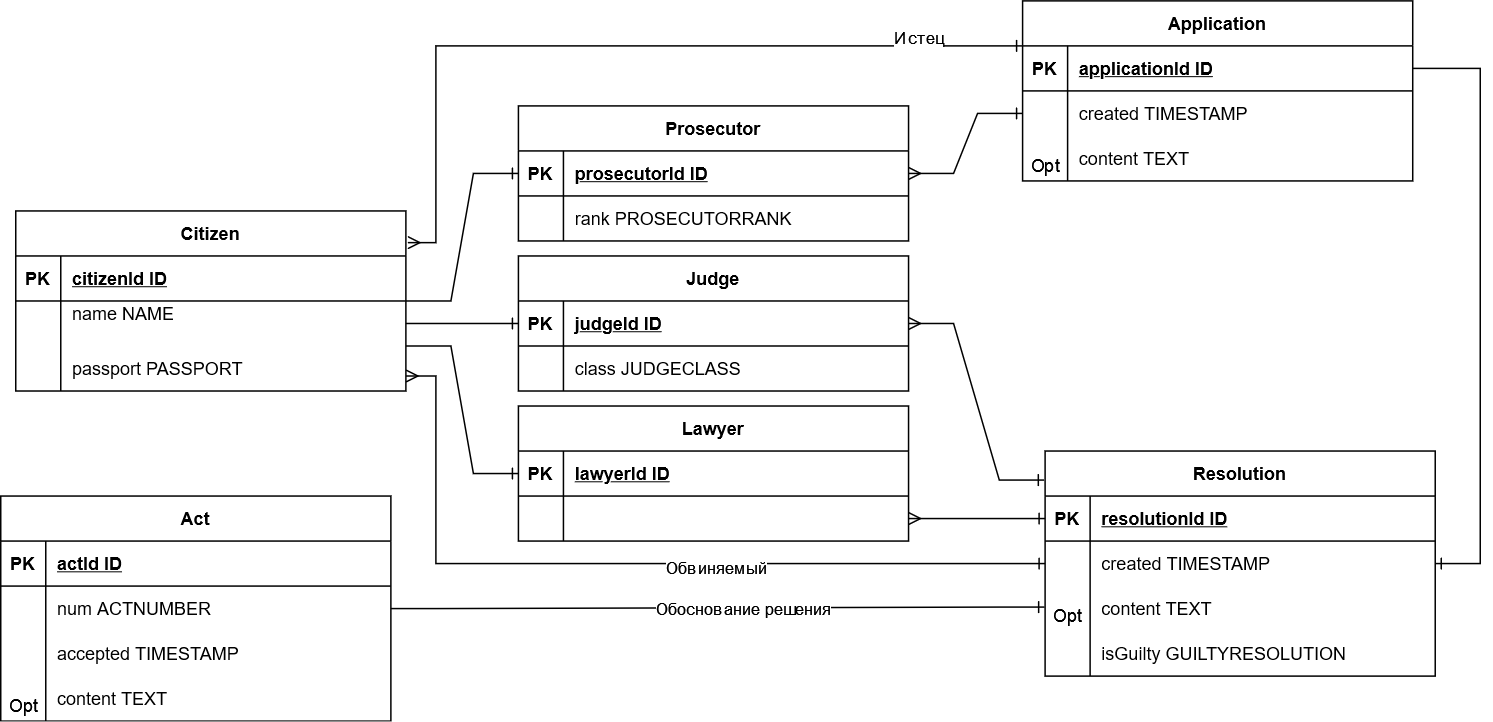 Истец
Application
PK applicationId ID
created TIMESTAMP
Opt content TEXT
Prosecutor
PK prosecutorId ID
rank PROSECUTORRANK
Citizen
PK citizenId ID
name NAME
passport PASSPORT
Judge
PK judgeId ID
class JUDGECLASS
Lawyer
PK lawyerId ID
Resolution
PK resolutionId ID
created TIMESTAMP
Opt content TEXT
isGuilty GUILTYRESOLUTION
Обвиняемый
Обоснование решения
Act
PK actId ID
num ACTNUMBER
accepted TIMESTAMP
Opt content TEXT